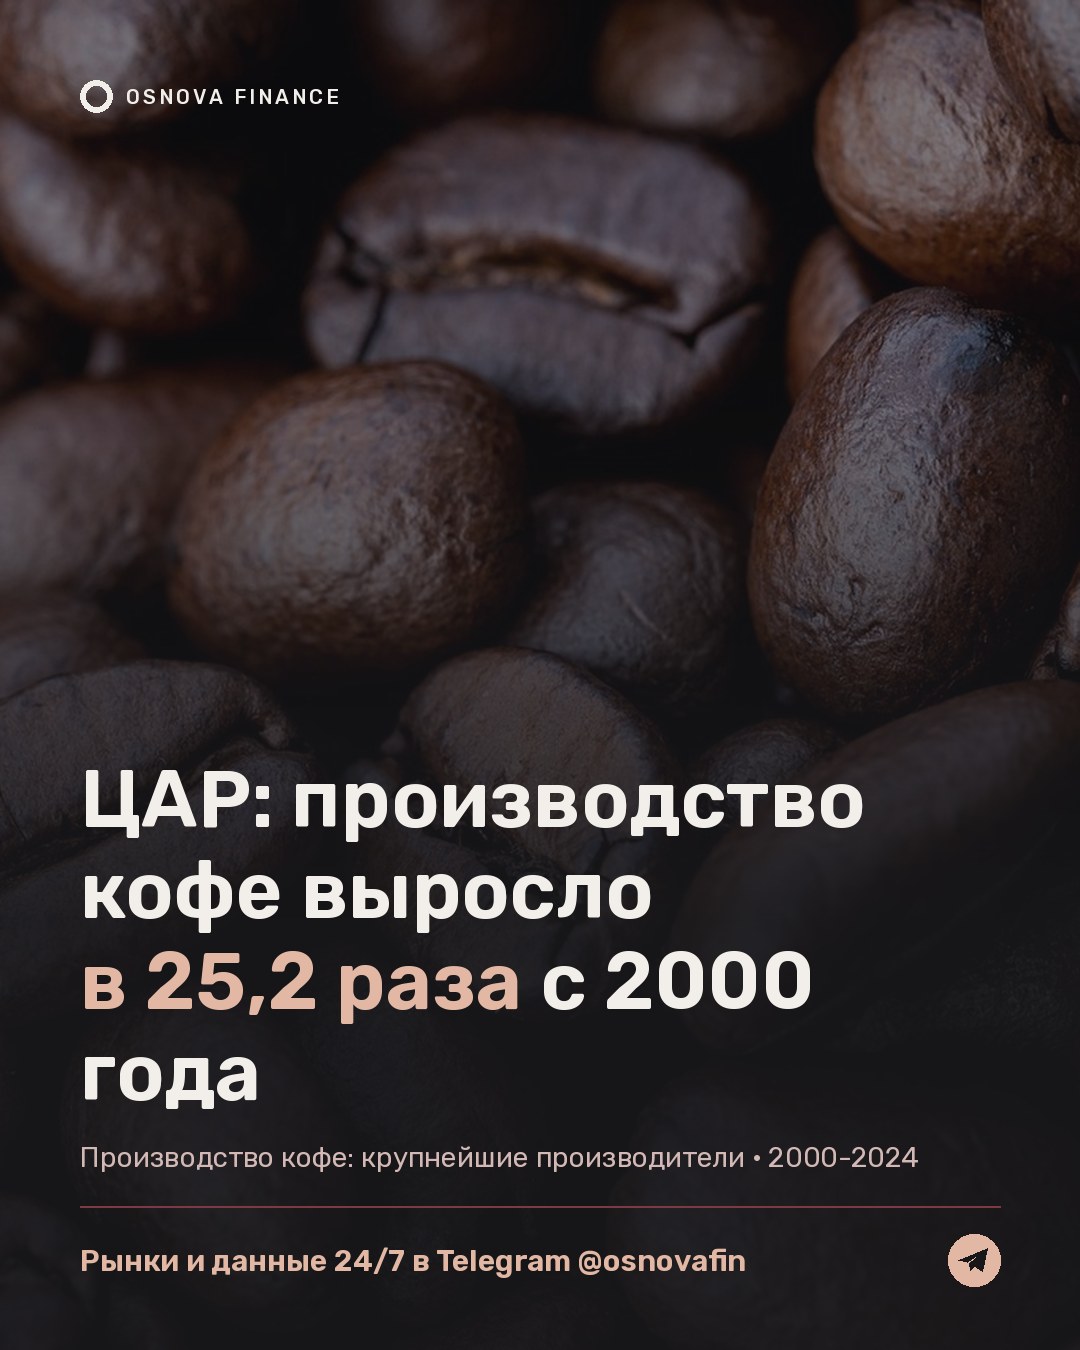 OSNOVA FINANCE
ЦАР: производство
кофе выросло
в 25,2 раза с 2000
года
Производство кофе: крупнейшие производители • 2000-2024
Рынки и данные 24/7 в Telegram @osnovafin